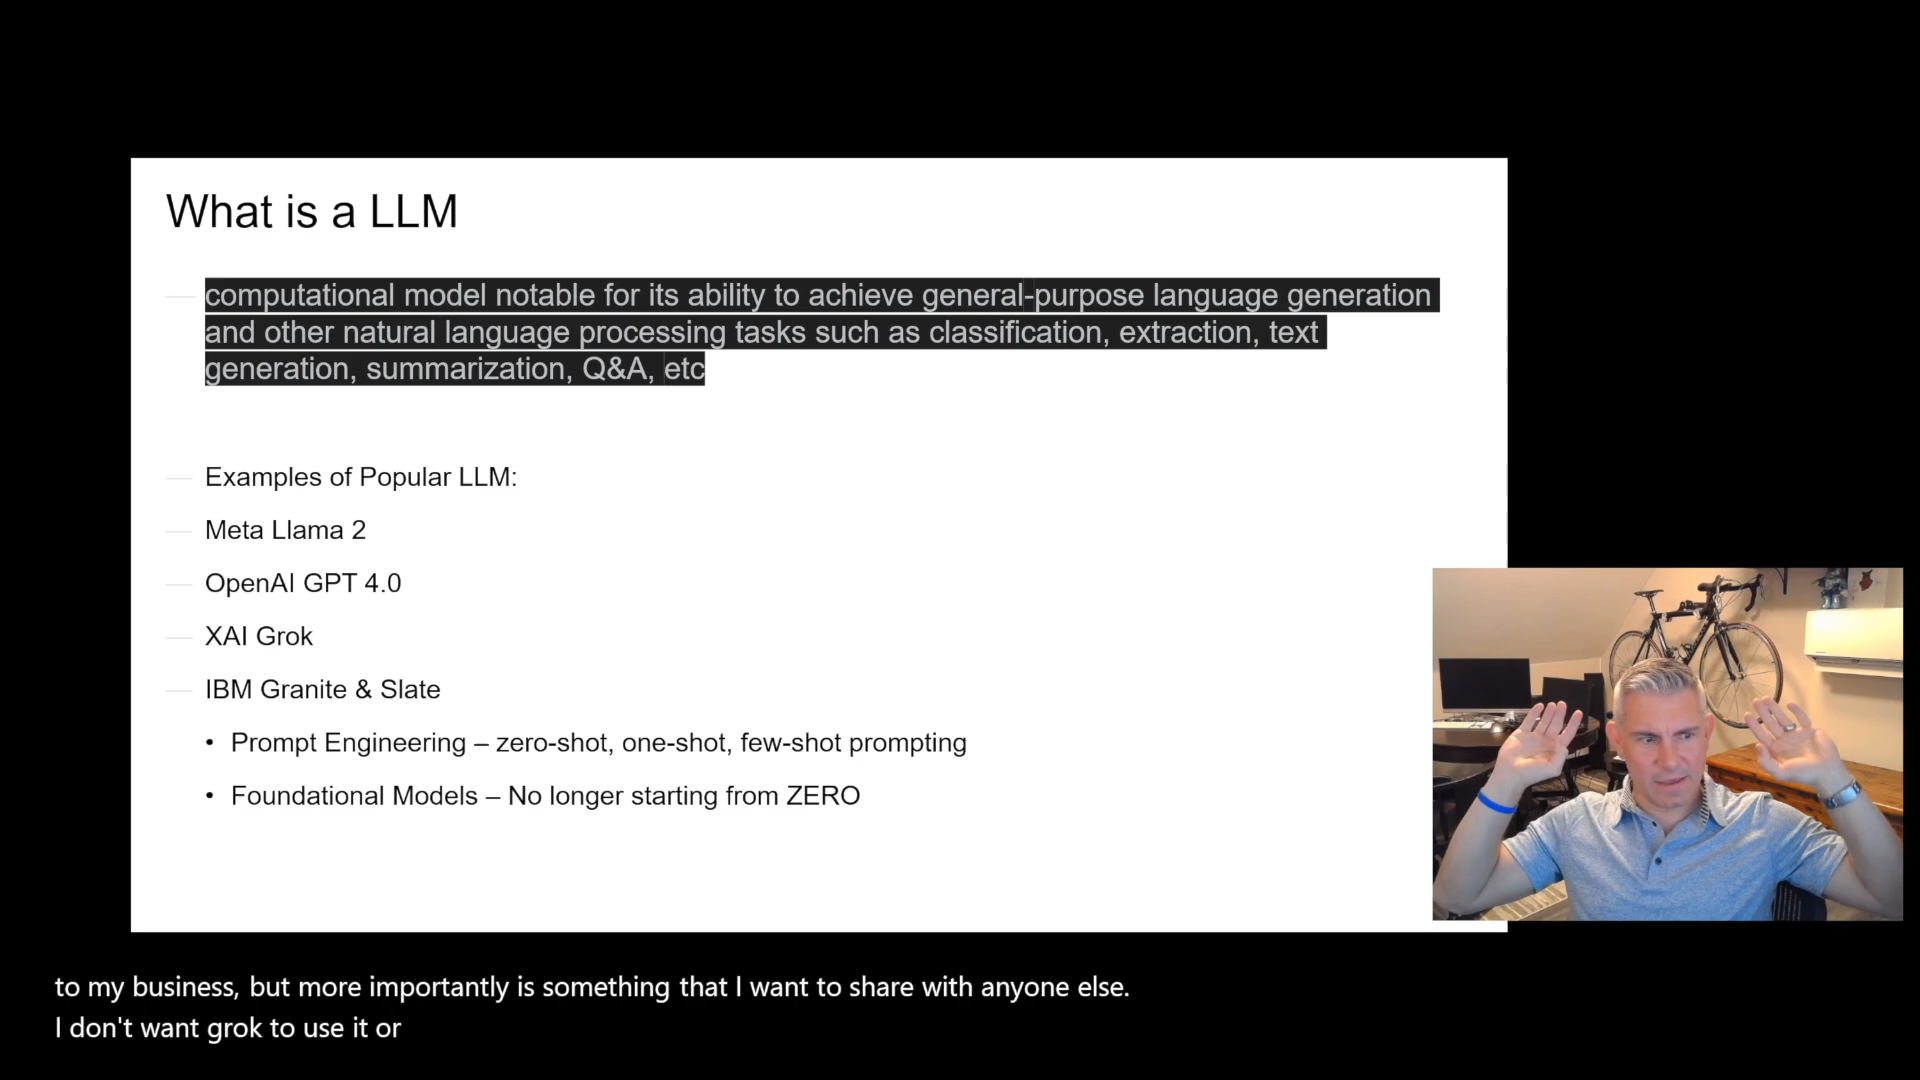 What is a LLM
computational model notable for its ability to achieve general-purpose language generation
and other natural language processing tasks such as classification, extraction, text
generation, summarization, Q&A, etc
Examples of Popular LLM:
Meta Llama 2
OpenAI GPT 4.0
XAI Grok
IBM Granite & Slate
• Prompt Engineering – zero-shot, one-shot, few-shot prompting
• Foundational Models – No longer starting from ZERO
to my business, but more importantly is something that I want to share with anyone else.
I don't want grok to use it or